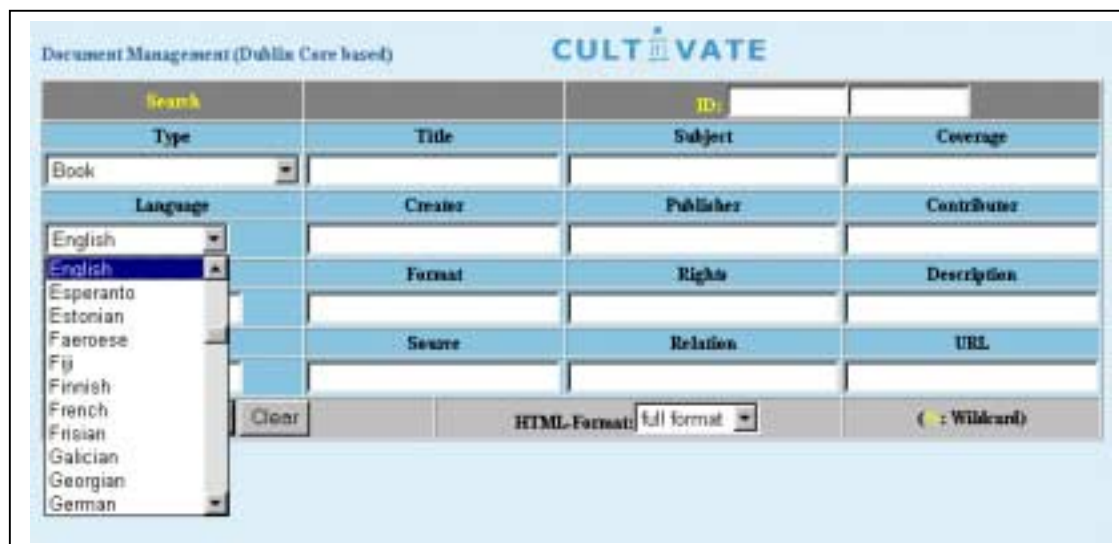 Document Management (Dublin Core based) CULTIVATE
Search ID:
Type Title Subject Coverage
Book
Language Creator Publisher Contributer
English
English
Format Rights Description
Esperanto
Estonian
Faeroese
Source Relation URL
Fiji
Finnish
French
Clear HTML-Format: full format ( : Wildcard)
Frisian
Galician
Georgian
German